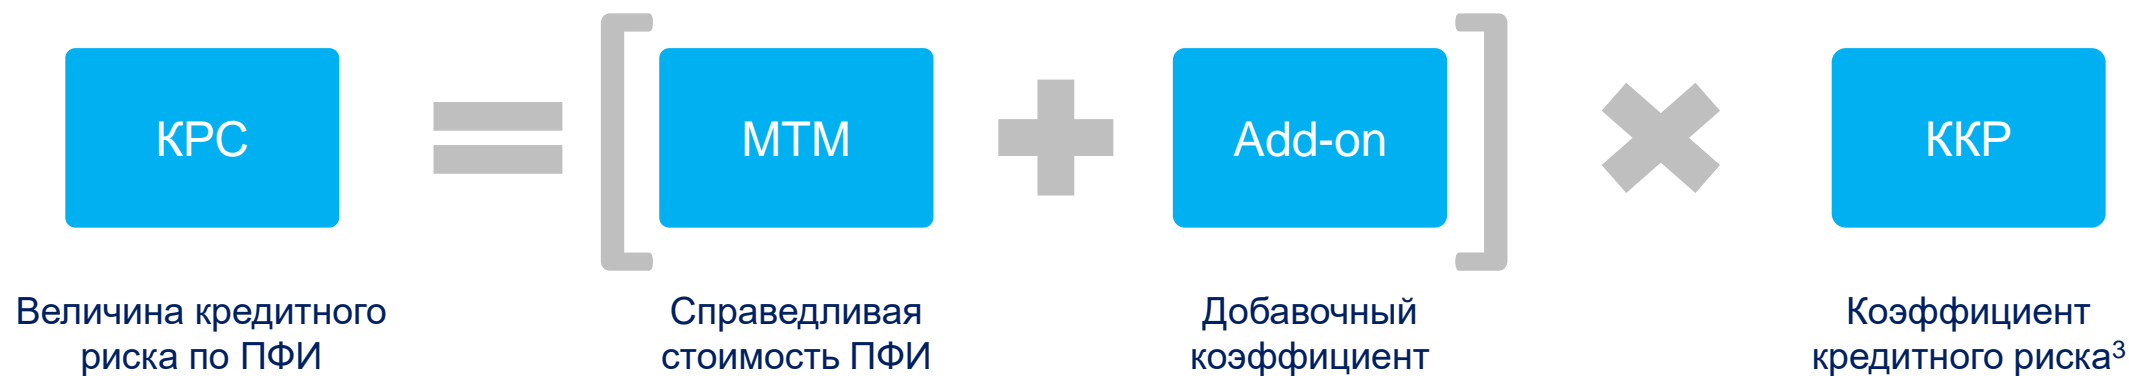 КРС = [ МТМ + Add-on ] × ККР
Величина кредитного
риска по ПФИ
Справедливая
стоимость ПФИ
Добавочный
коэффициент
Коэффициент
кредитного риска³